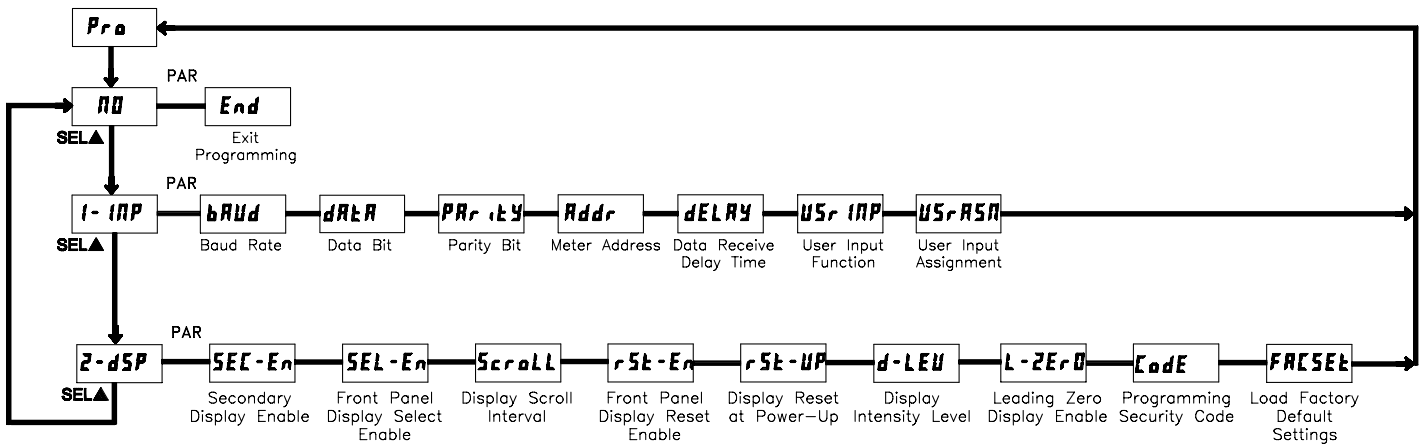 Pro
PAR
NO
End
SEL▲
Exit
Programming
PAR
1-INP
bAUd
dAtA
PArity
Addr
dELAY
USrINP
USrASN
SEL▲
Baud Rate
Data Bit
Parity Bit
Meter Address
Data Receive
Delay Time
User Input
Function
User Input
Assignment
PAR
2-dSP
SEC-En
SEL-En
ScroLL
rSt-En
rSt-UP
d-LEV
L-2ErO
CodE
FACSEt
SEL▲
Secondary
Display Enable
Front Panel
Display Select
Enable
Display Scroll
Interval
Front Panel
Display Reset
Enable
Display Reset
at Power-Up
Display
Intensity Level
Leading Zero
Display Enable
Programming
Security Code
Load Factory
Default
Settings